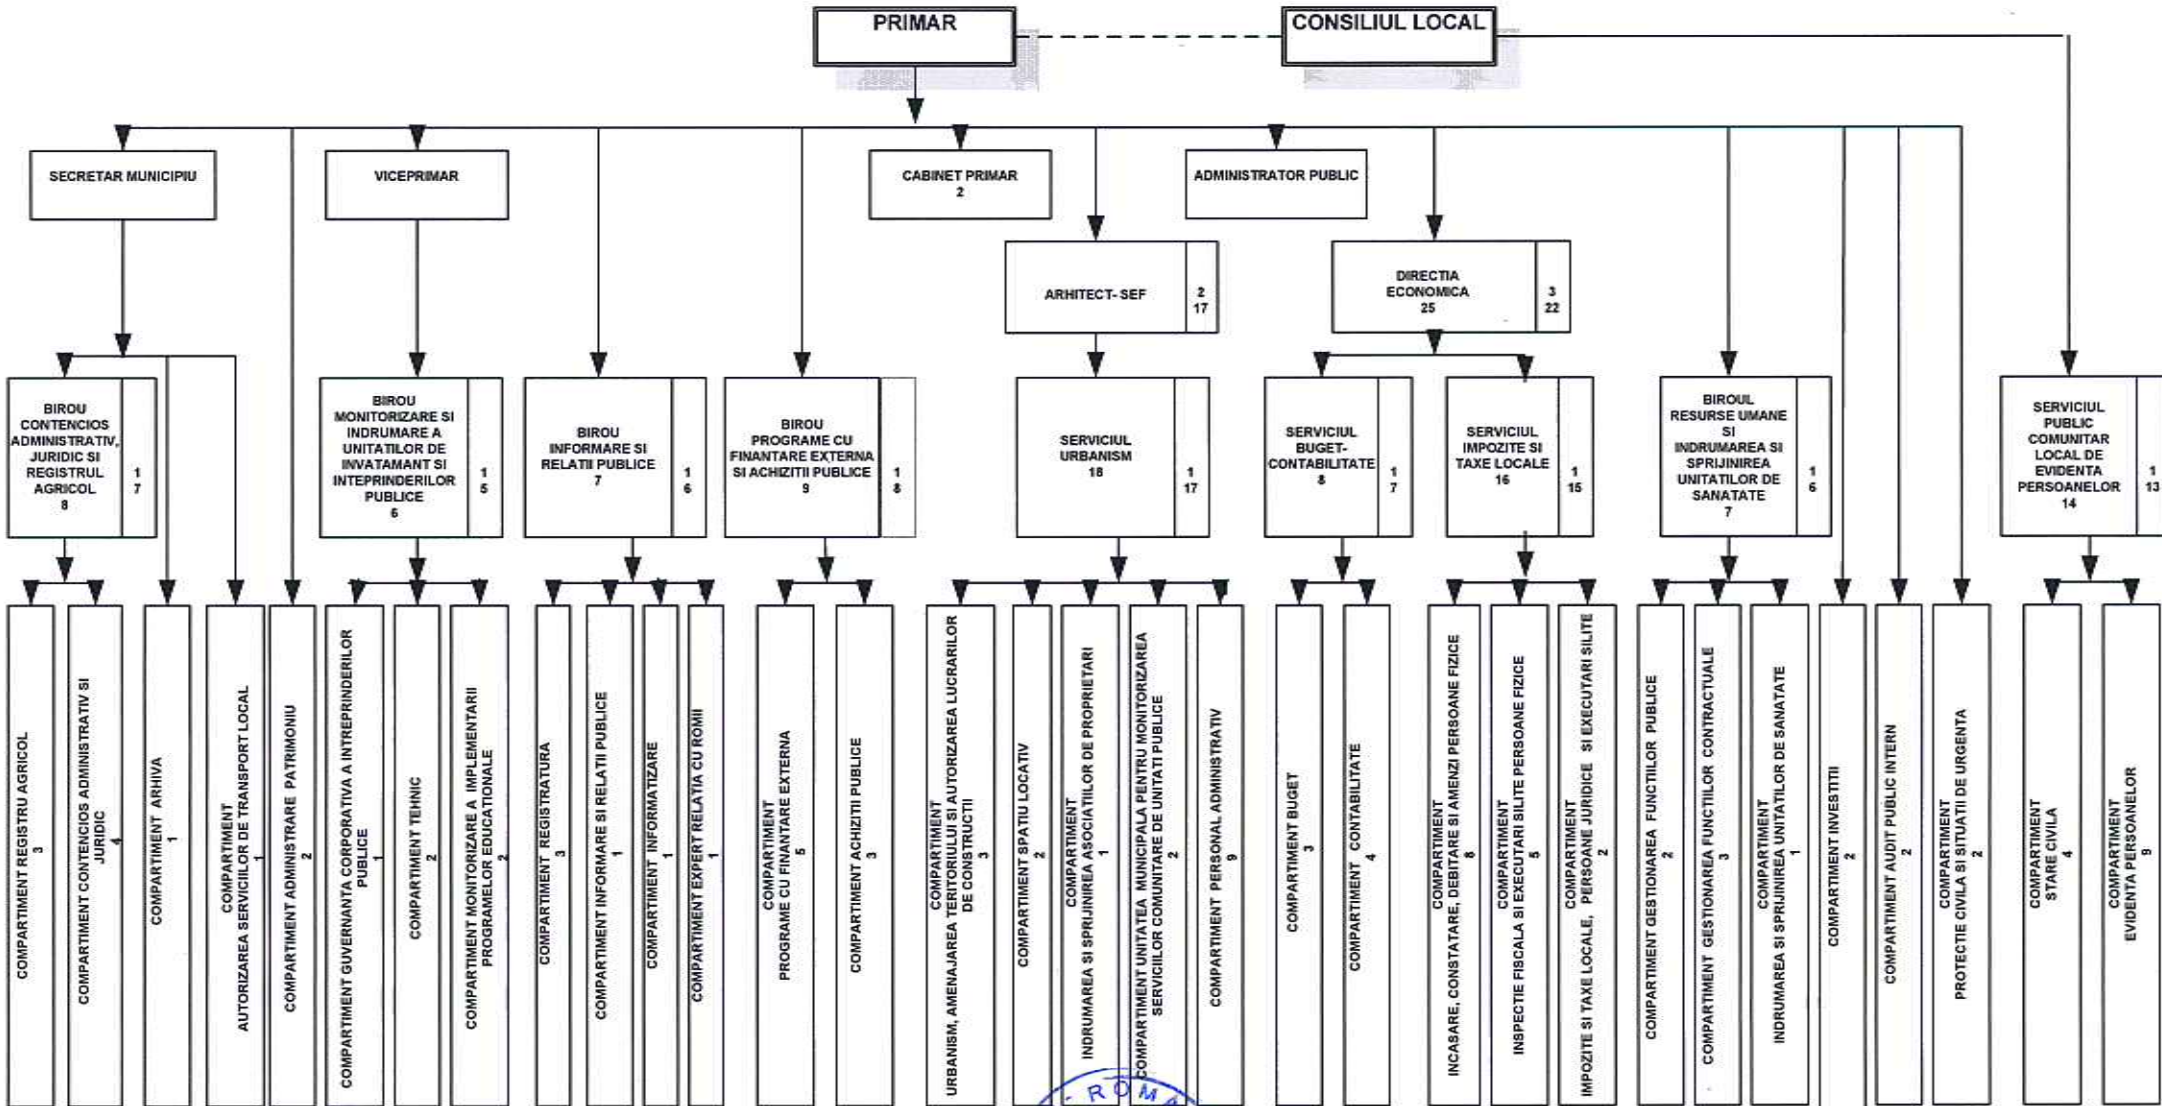 PRIMAR
CONSILIUL LOCAL
SECRETAR MUNICIPIU
VICEPRIMAR
CABINET PRIMAR
2
ADMINISTRATOR PUBLIC
ARHITECT- SEF
2
17
DIRECTIA
ECONOMICA
25
3
22
BIROU
CONTENCIOS
ADMINISTRATIV,
JURIDIC SI
REGISTRUL
AGRICOL
8
1
7
BIROU
MONITORIZARE SI
INDRUMARE A
UNITATILOR DE
INVATAMANT SI
INTEPRINDERILOR
PUBLICE
6
1
5
BIROU
INFORMARE SI
RELATII PUBLICE
7
1
6
BIROU
PROGRAME CU
FINANTARE EXTERNA
SI ACHIZITII PUBLICE
9
1
8
SERVICIUL
URBANISM
18
1
17
SERVICIUL
BUGET-
CONTABILITATE
8
1
7
SERVICIUL
IMPOZITE SI
TAXE LOCALE
16
1
15
BIROUL
RESURSE UMANE
SI
INDRUMAREA SI
SPRIJINIREA
UNITATILOR DE
SANATATE
7
1
6
SERVICIUL
PUBLIC
COMUNITAR
LOCAL DE
EVIDENTA
PERSOANELOR
14
1
13
COMPARTIMENT REGISTRU AGRICOL
3
COMPARTIMENT CONTENCIOS ADMINISTRATIV SI
JURIDIC
4
COMPARTIMENT ARHIVA
1
COMPARTIMENT
AUTORIZAREA SERVICIILOR DE TRANSPORT LOCAL
1
COMPARTIMENT ADMINISTRARE PATRIMONIU
2
COMPARTIMENT GUVERNANTA CORPORATIVA A INTREPRINDERILOR
PUBLICE
1
COMPARTIMENT TEHNIC
2
COMPARTIMENT MONITORIZARE A IMPLEMENTARII
PROGRAMELOR EDUCATIONALE
2
COMPARTIMENT REGISTRATURA
3
COMPARTIMENT INFORMARE SI RELATII PUBLICE
1
COMPARTIMENT INFORMATIZARE
1
COMPARTIMENT EXPERT RELATIA CU ROMII
1
COMPARTIMENT
PROGRAME CU FINANTARE EXTERNA
5
COMPARTIMENT ACHIZITII PUBLICE
3
COMPARTIMENT
URBANISM, AMENAJAREA TERITORIULUI SI AUTORIZAREA LUCRARILOR
DE CONSTRUCTII
3
COMPARTIMENT SPATIU LOCATIV
2
COMPARTIMENT
INDRUMAREA SI SPRIJINIREA ASOCIATIILOR DE PROPRIETARI
1
COMPARTIMENT UNITATEA MUNICIPALA PENTRU MONITORIZAREA
SERVICIILOR COMUNITARE DE UNITATI PUBLICE
2
COMPARTIMENT PERSONAL ADMINISTRATIV
9
COMPARTIMENT BUGET
3
COMPARTIMENT CONTABILITATE
4
COMPARTIMENT
INCASARE, CONSTATARE, DEBITARE SI AMENZI PERSOANE FIZICE
8
COMPARTIMENT
INSPECTIE FISCALA SI EXECUTARI SILITE PERSOANE FIZICE
5
COMPARTIMENT
IMPOZITE SI TAXE LOCALE, PERSOANE JURIDICE SI EXECUTARI SILITE
2
COMPARTIMENT GESTIONAREA FUNCTIILOR PUBLICE
2
COMPARTIMENT GESTIONAREA FUNCTIILOR CONTRACTUALE
3
COMPARTIMENT
INDRUMAREA SI SPRIJINIREA UNITATILOR DE SANATATE
1
COMPARTIMENT INVESTITII
2
COMPARTIMENT AUDIT PUBLIC INTERN
2
COMPARTIMENT
PROTECTIE CIVILA SI SITUATII DE URGENTA
2
COMPARTIMENT
STARE CIVILA
4
COMPARTIMENT
EVIDENTA PERSOANELOR
9